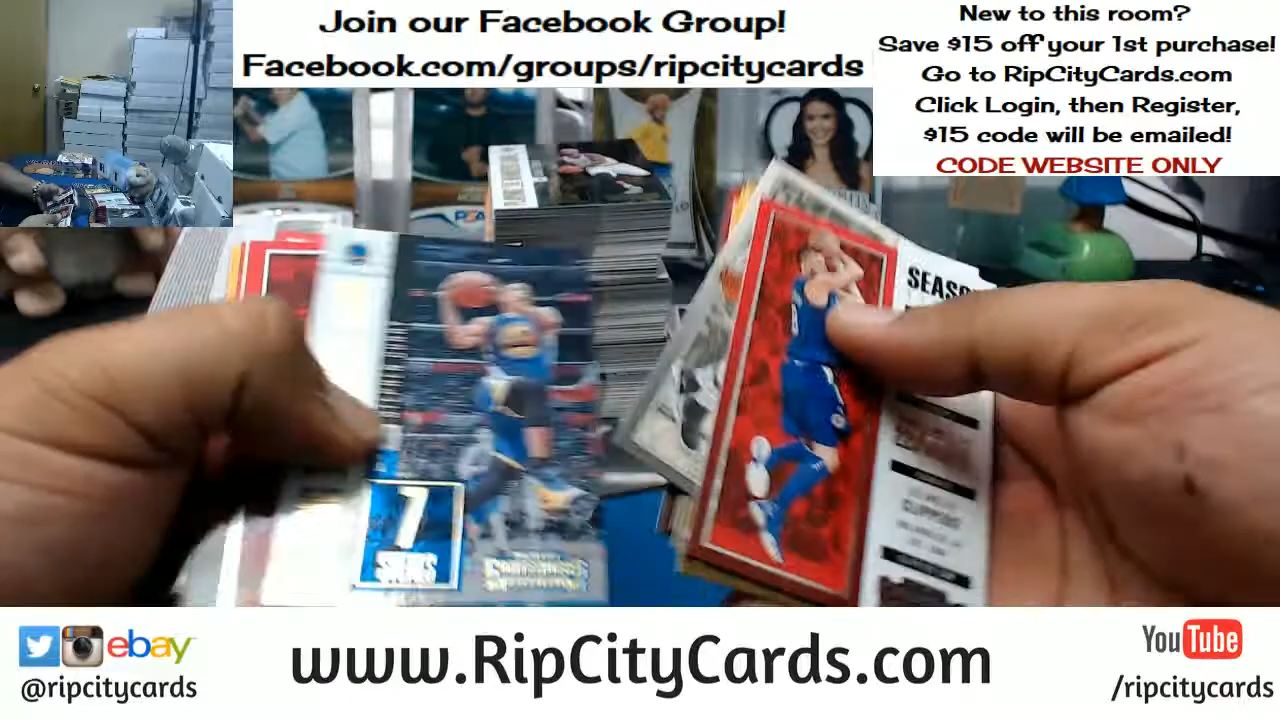 Join our Facebook Group!
Facebook.com/groups/ripcitycards
New to this room?
Save $15 off your 1st purchase!
Go to RipCityCards.com
Click Login, then Register,
$15 code will be emailed!
CODE WEBSITE ONLY
7
CLIPPERS
ebay
@ripcitycards
www.RipCityCards.com
YouTube
/ripcitycards